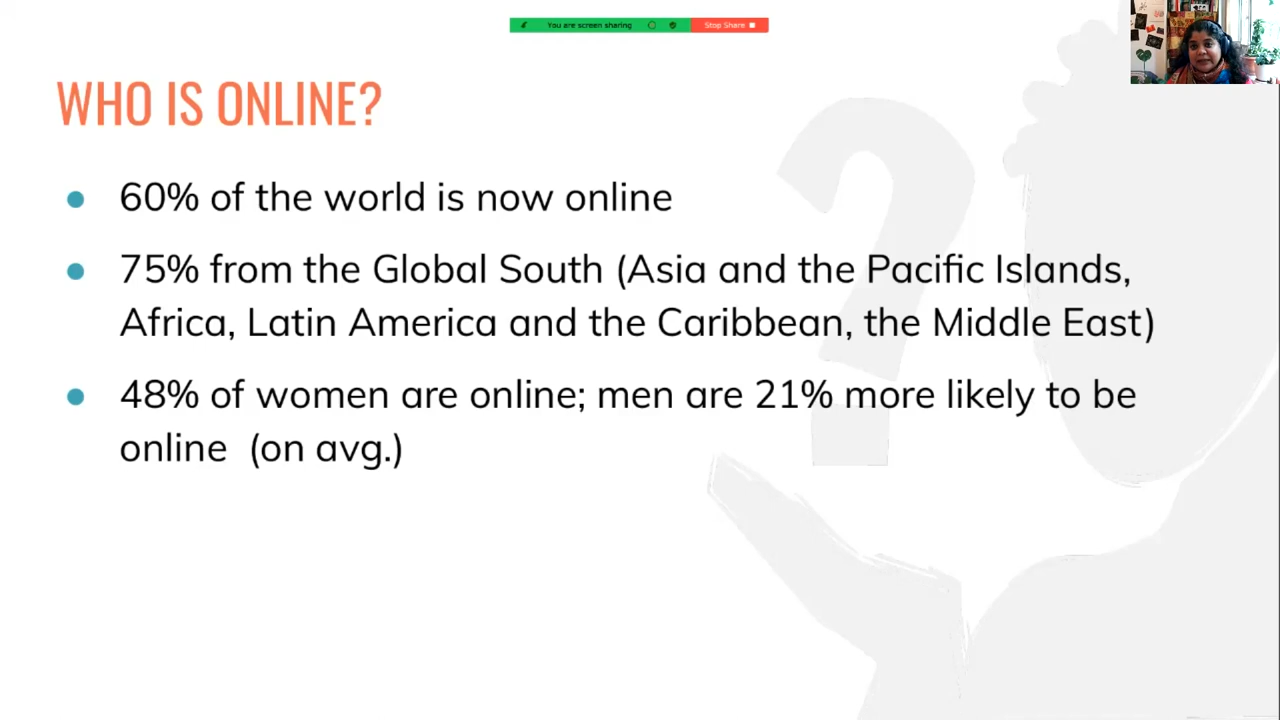 You are screen sharing Stop Share
WHO IS ONLINE?
60% of the world is now online
75% from the Global South (Asia and the Pacific Islands,
Africa, Latin America and the Caribbean, the Middle East)
48% of women are online; men are 21% more likely to be
online (on avg.)